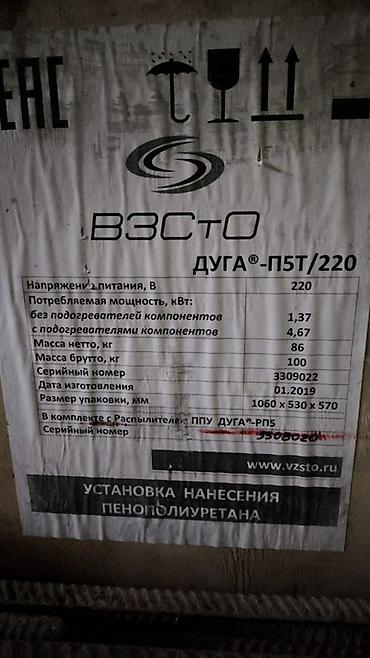 ЕАС
4
ВЗСтО
ДУГА®-П5Т/220
Напряжение питания, В 220
Потребляемая мощность, кВт:
без подогревателей компонентов 1,37
с подогревателями компонентов 4,67
Масса нетто, кг 86
Масса брутто, кг 100
Серийный номер 3309022
Дата изготовления 01.2019
Размер упаковки, мм 1060 х 530 х 570
В комплекте с Распылителем ППУ ДУГА®-РП5
Серийный номер
www.vzsto.ru
УСТАНОВКА НАНЕСЕНИЯ
ПЕНОПОЛИУРЕТАНА